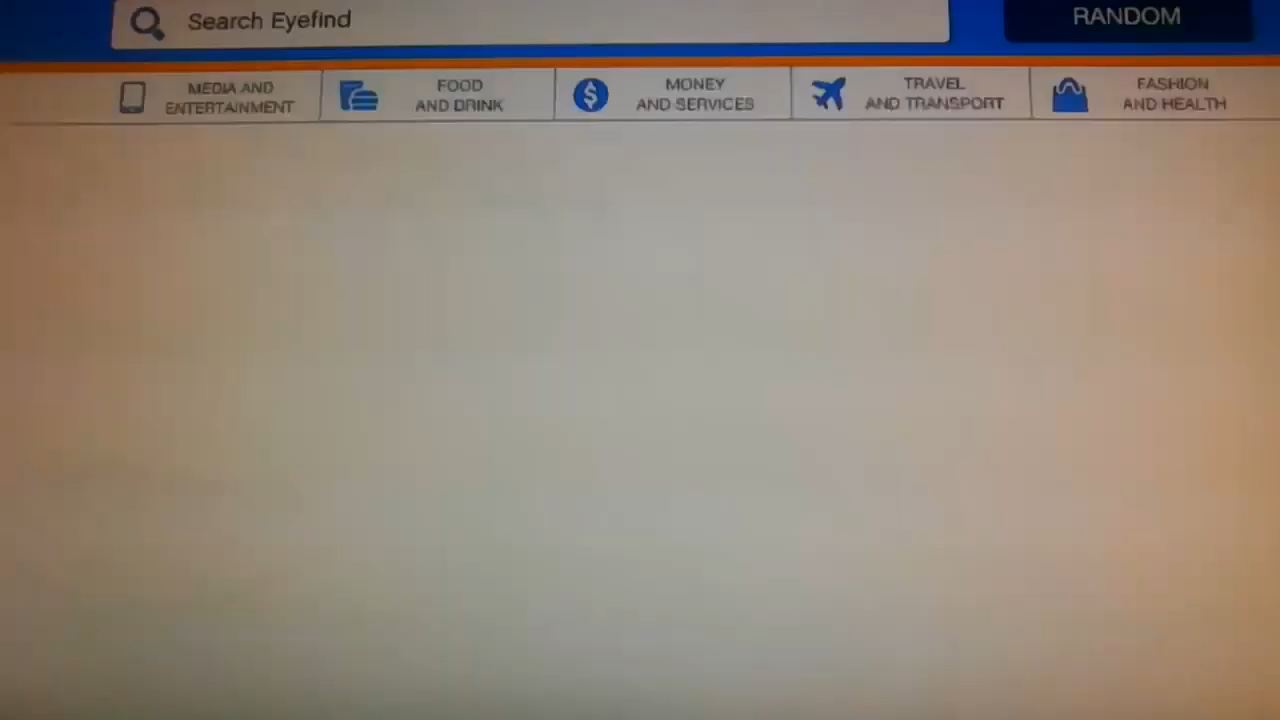 Search Eyefind
RANDOM
MEDIA AND
ENTERTAINMENT
FOOD
AND DRINK
MONEY
AND SERVICES
TRAVEL
AND TRANSPORT
FASHION
AND HEALTH